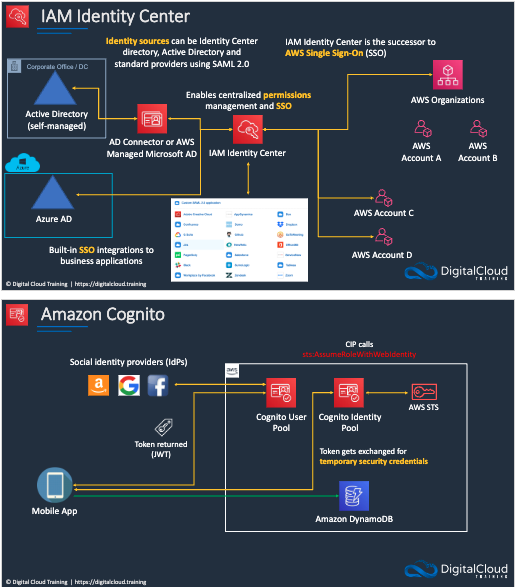 IAM Identity Center
Identity sources can be Identity Center
directory, Active Directory and
standard providers using SAML 2.0
IAM Identity Center is the successor to
AWS Single Sign-On (SSO)
Corporate Office / DC
Active Directory
(self-managed)
Enables centralized permissions
management and SSO
AWS Organizations
AD Connector or AWS
Managed Microsoft AD
IAM Identity Center
AWS
Account A
AWS
Account B
Azure AD
AWS Account C
AWS Account D
Built-in SSO integrations to
business applications
© Digital Cloud Training | https://digitalcloud.training
DigitalCloud
TRAINING
Amazon Cognito
CIP calls
sts:AssumeRoleWithWebIdentity
Social identity providers (IdPs)
aws
Cognito User
Pool
Cognito Identity
Pool
AWS STS
Token returned
(JWT)
Token gets exchanged for
temporary security credentials
Mobile App
Amazon DynamoDB
© Digital Cloud Training | https://digitalcloud.training
DigitalCloud
TRAINING